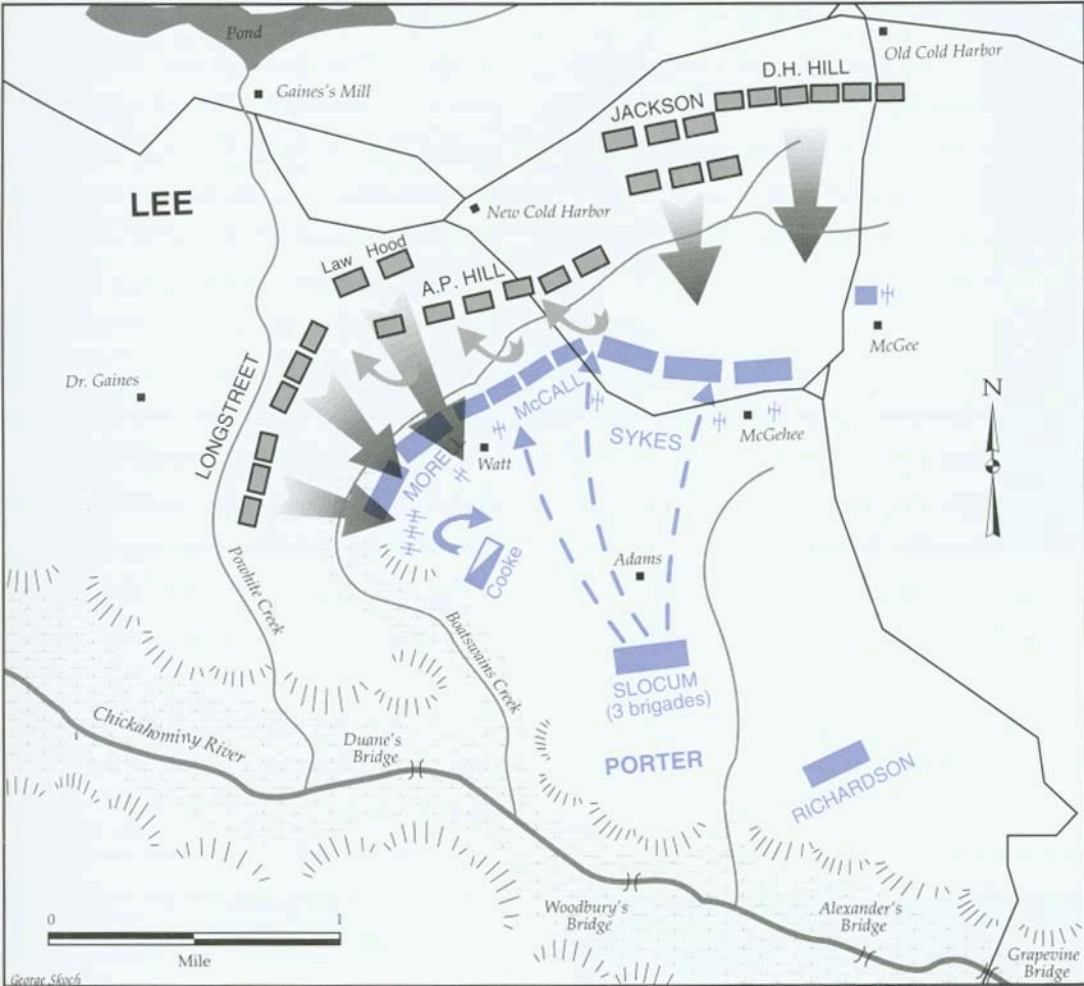 Pond
Old Cold Harbor
Gaines's Mill
D.H. HILL
JACKSON
LEE
New Cold Harbor
Law
Hood
A.P. HILL
McGee
Dr. Gaines
LONGSTREET
N
McCALL
SYKES
McGehee
Watt
MORELL
Cooke
Adams
Powhite Creek
Boatswains Creek
SLOCUM
(3 brigades)
PORTER
RICHARDSON
Chickahominy River
Duane's
Bridge
Woodbury's
Bridge
Alexander's
Bridge
Grapevine
Bridge
0
1
Mile
George Skoch